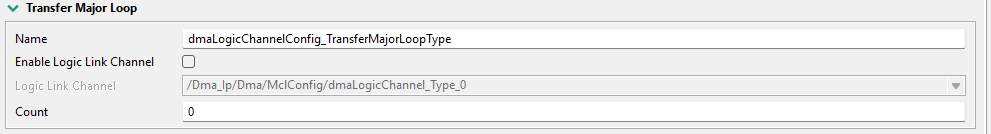 Transfer Major Loop
Name dmaLogicChannelConfig_TransferMajorLoopType
Enable Logic Link Channel
Logic Link Channel /Dma_Ip/Dma/MclConfig/dmaLogicChannel_Type_0
Count 0